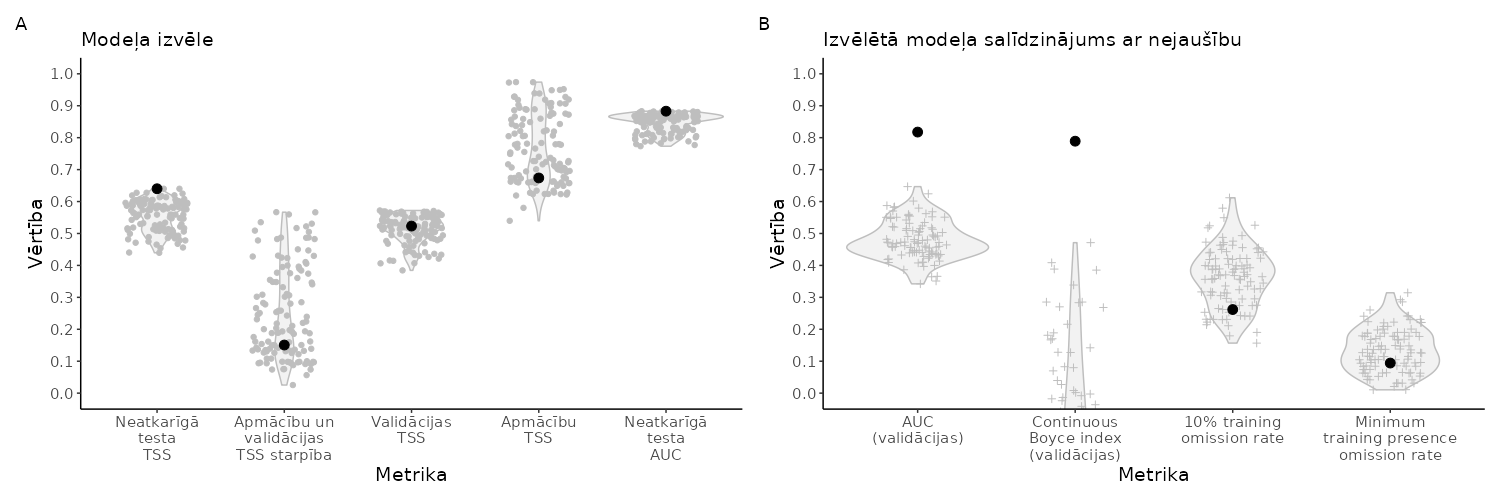 A
Modeļa izvēle
Vērtība
1.0
0.9
0.8
0.7
0.6
0.5
0.4
0.3
0.2
0.1
0.0
Neatkarīgā
testa
TSS
Apmācību un
validācijas
TSS starpība
Validācijas
TSS
Apmācību
TSS
Neatkarīgā
testa
AUC
Metrika
B
Izvēlētā modeļa salīdzinājums ar nejaušību
Vērtība
1.0
0.9
0.8
0.7
0.6
0.5
0.4
0.3
0.2
0.1
0.0
AUC
(validācijas)
Continuous
Boyce index
(validācijas)
10% training
omission rate
Minimum
training presence
omission rate
Metrika